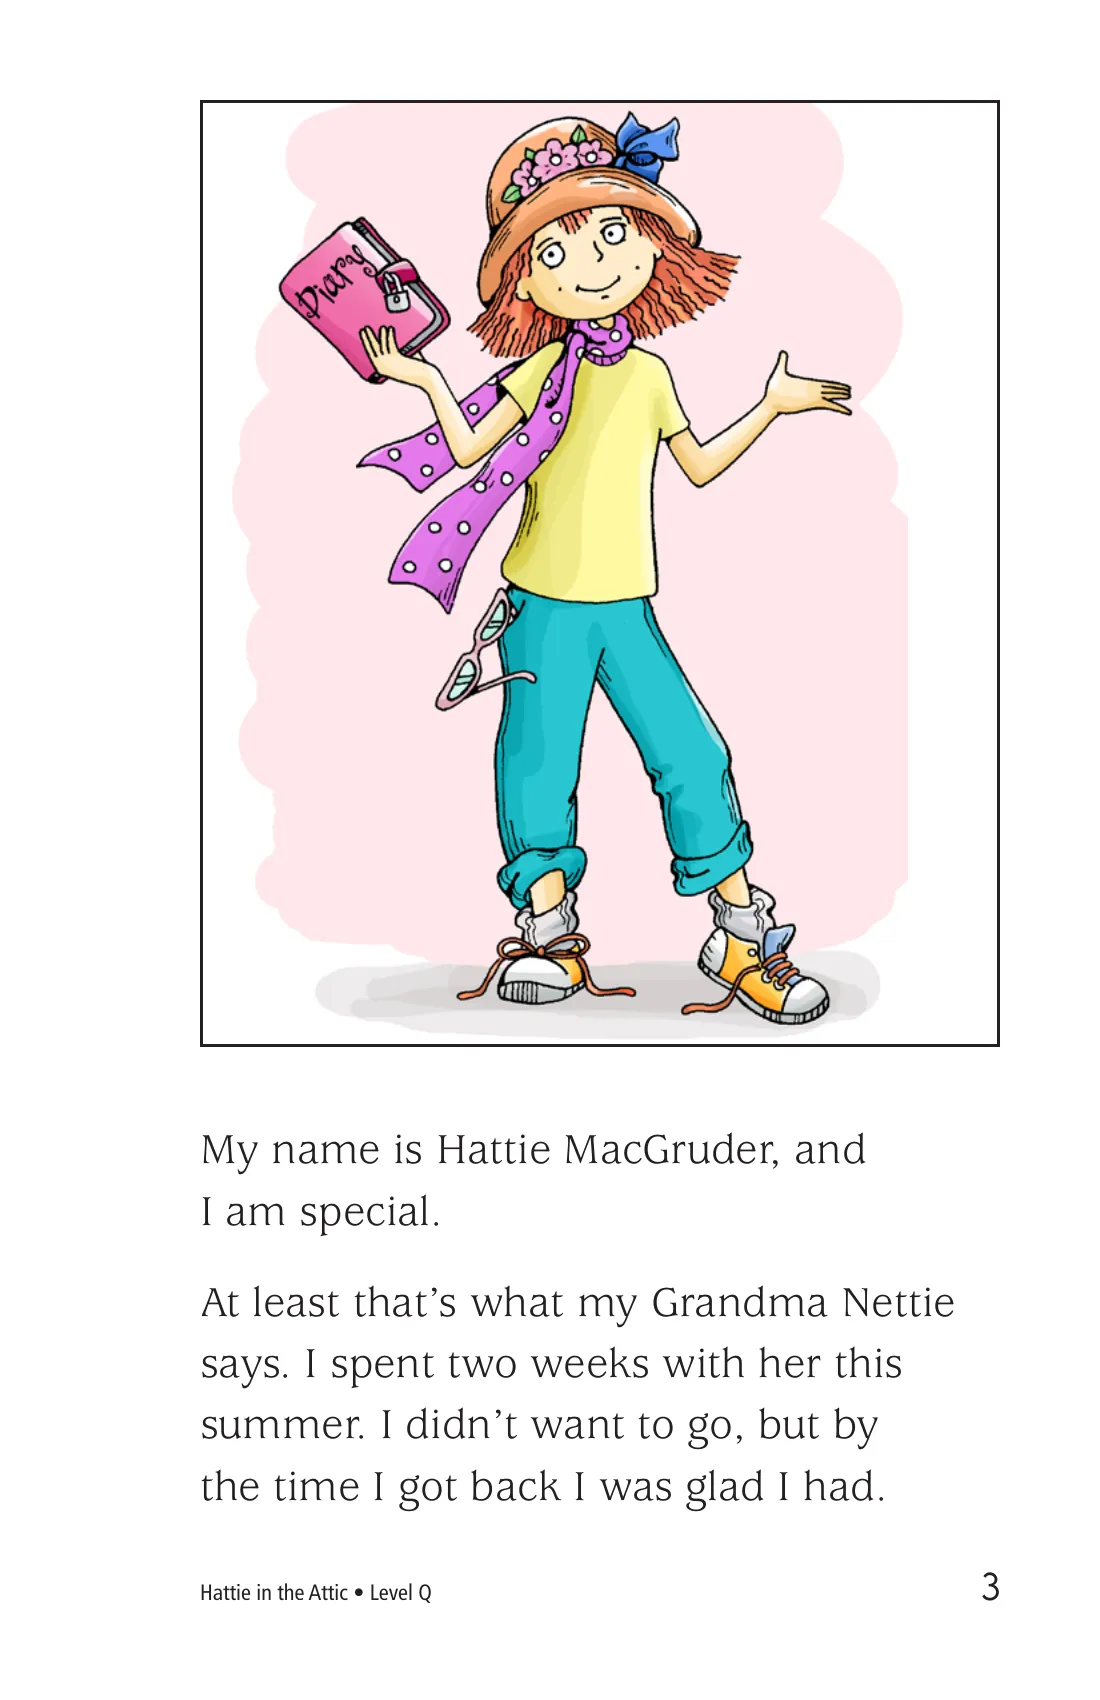 Diary
My name is Hattie MacGruder, and
I am special.
At least that’s what my Grandma Nettie
says. I spent two weeks with her this
summer. I didn’t want to go, but by
the time I got back I was glad I had.
Hattie in the Attic • Level Q
3